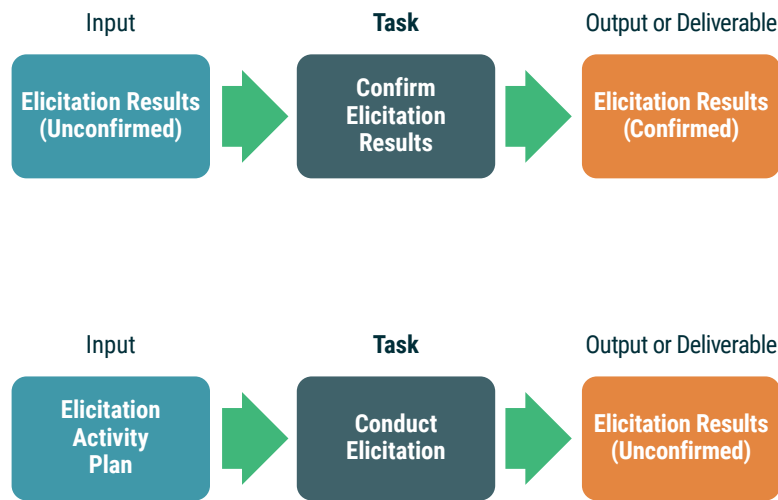 Input
Task
Output or Deliverable
Elicitation Results
(Unconfirmed)
Confirm
Elicitation
Results
Elicitation Results
(Confirmed)
Input
Task
Output or Deliverable
Elicitation
Activity
Plan
Conduct
Elicitation
Elicitation Results
(Unconfirmed)